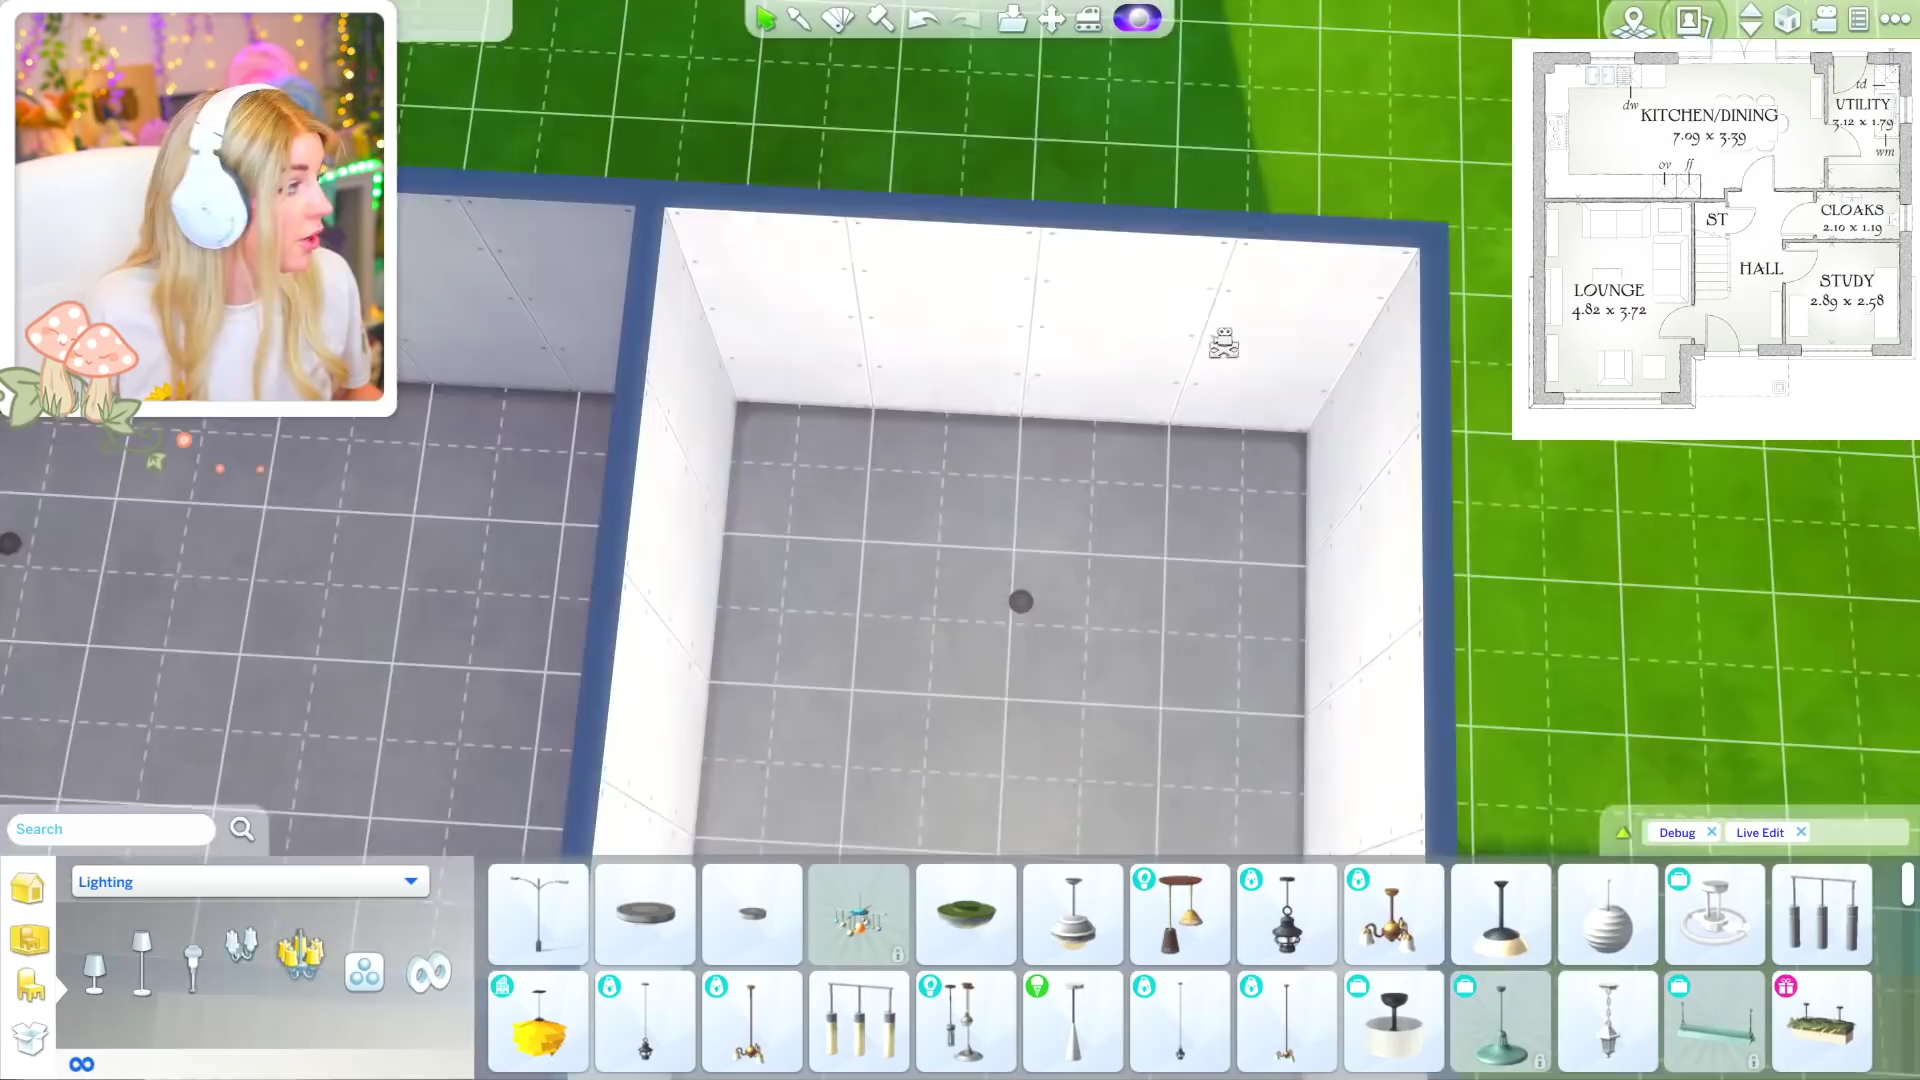 KITCHEN/DINING
7.09 x 3.39
dw
ov
ff
td
UTILITY
3.12 x 1.79
wm
ST
CLOAKS
2.10 x 1.19
HALL
LOUNGE
4.82 x 3.72
STUDY
2.89 x 2.58
Search
Debug
Live Edit
Lighting